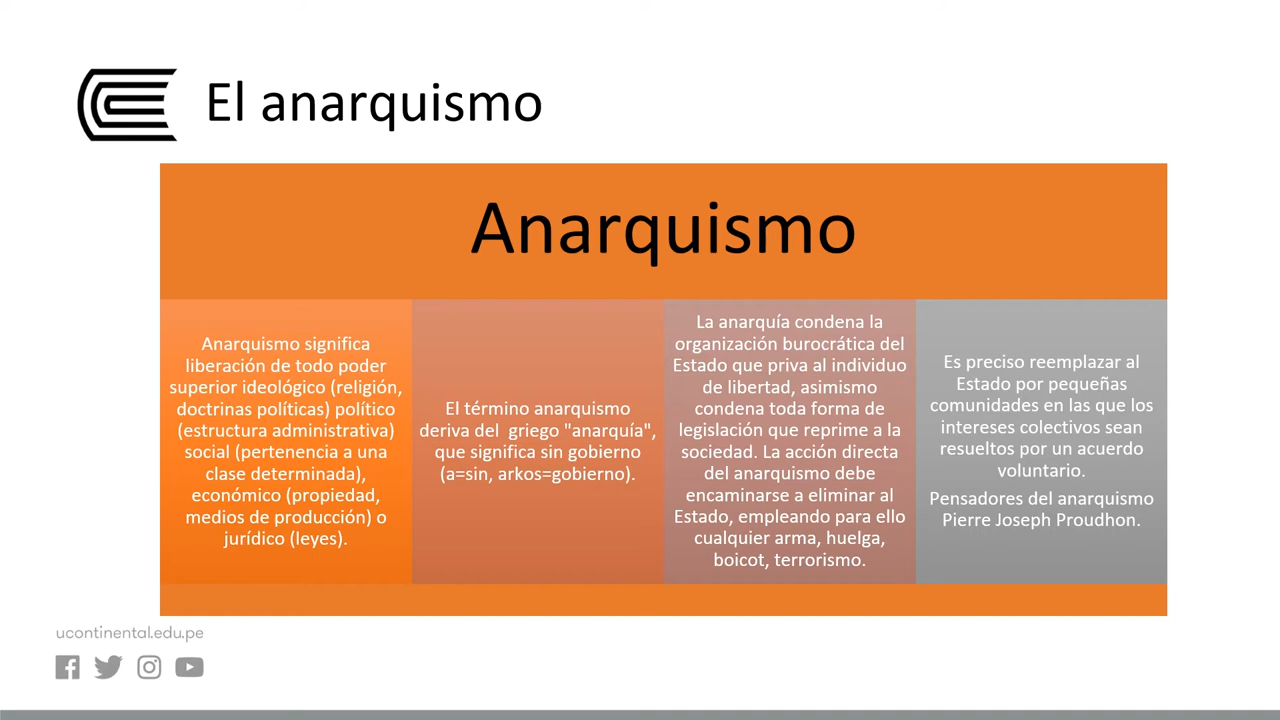 El anarquismo
Anarquismo
Anarquismo significa
liberación de todo poder
superior ideológico (religión,
doctrinas políticas) político
(estructura administrativa)
social (pertenencia a una
clase determinada),
económico (propiedad,
medios de producción) o
jurídico (leyes).
El término anarquismo
deriva del griego "anarquía",
que significa sin gobierno
(a=sin, arkos=gobierno).
La anarquía condena la
organización burocrática del
Estado que priva al individuo
de libertad, asimismo
condena toda forma de
legislación que reprime a la
sociedad. La acción directa
del anarquismo debe
encaminarse a eliminar al
Estado, empleando para ello
cualquier arma, huelga,
boicot, terrorismo.
Es preciso reemplazar al
Estado por pequeñas
comunidades en las que los
intereses colectivos sean
resueltos por un acuerdo
voluntario.
Pensadores del anarquismo
Pierre Joseph Proudhon.
ucontinental.edu.pe